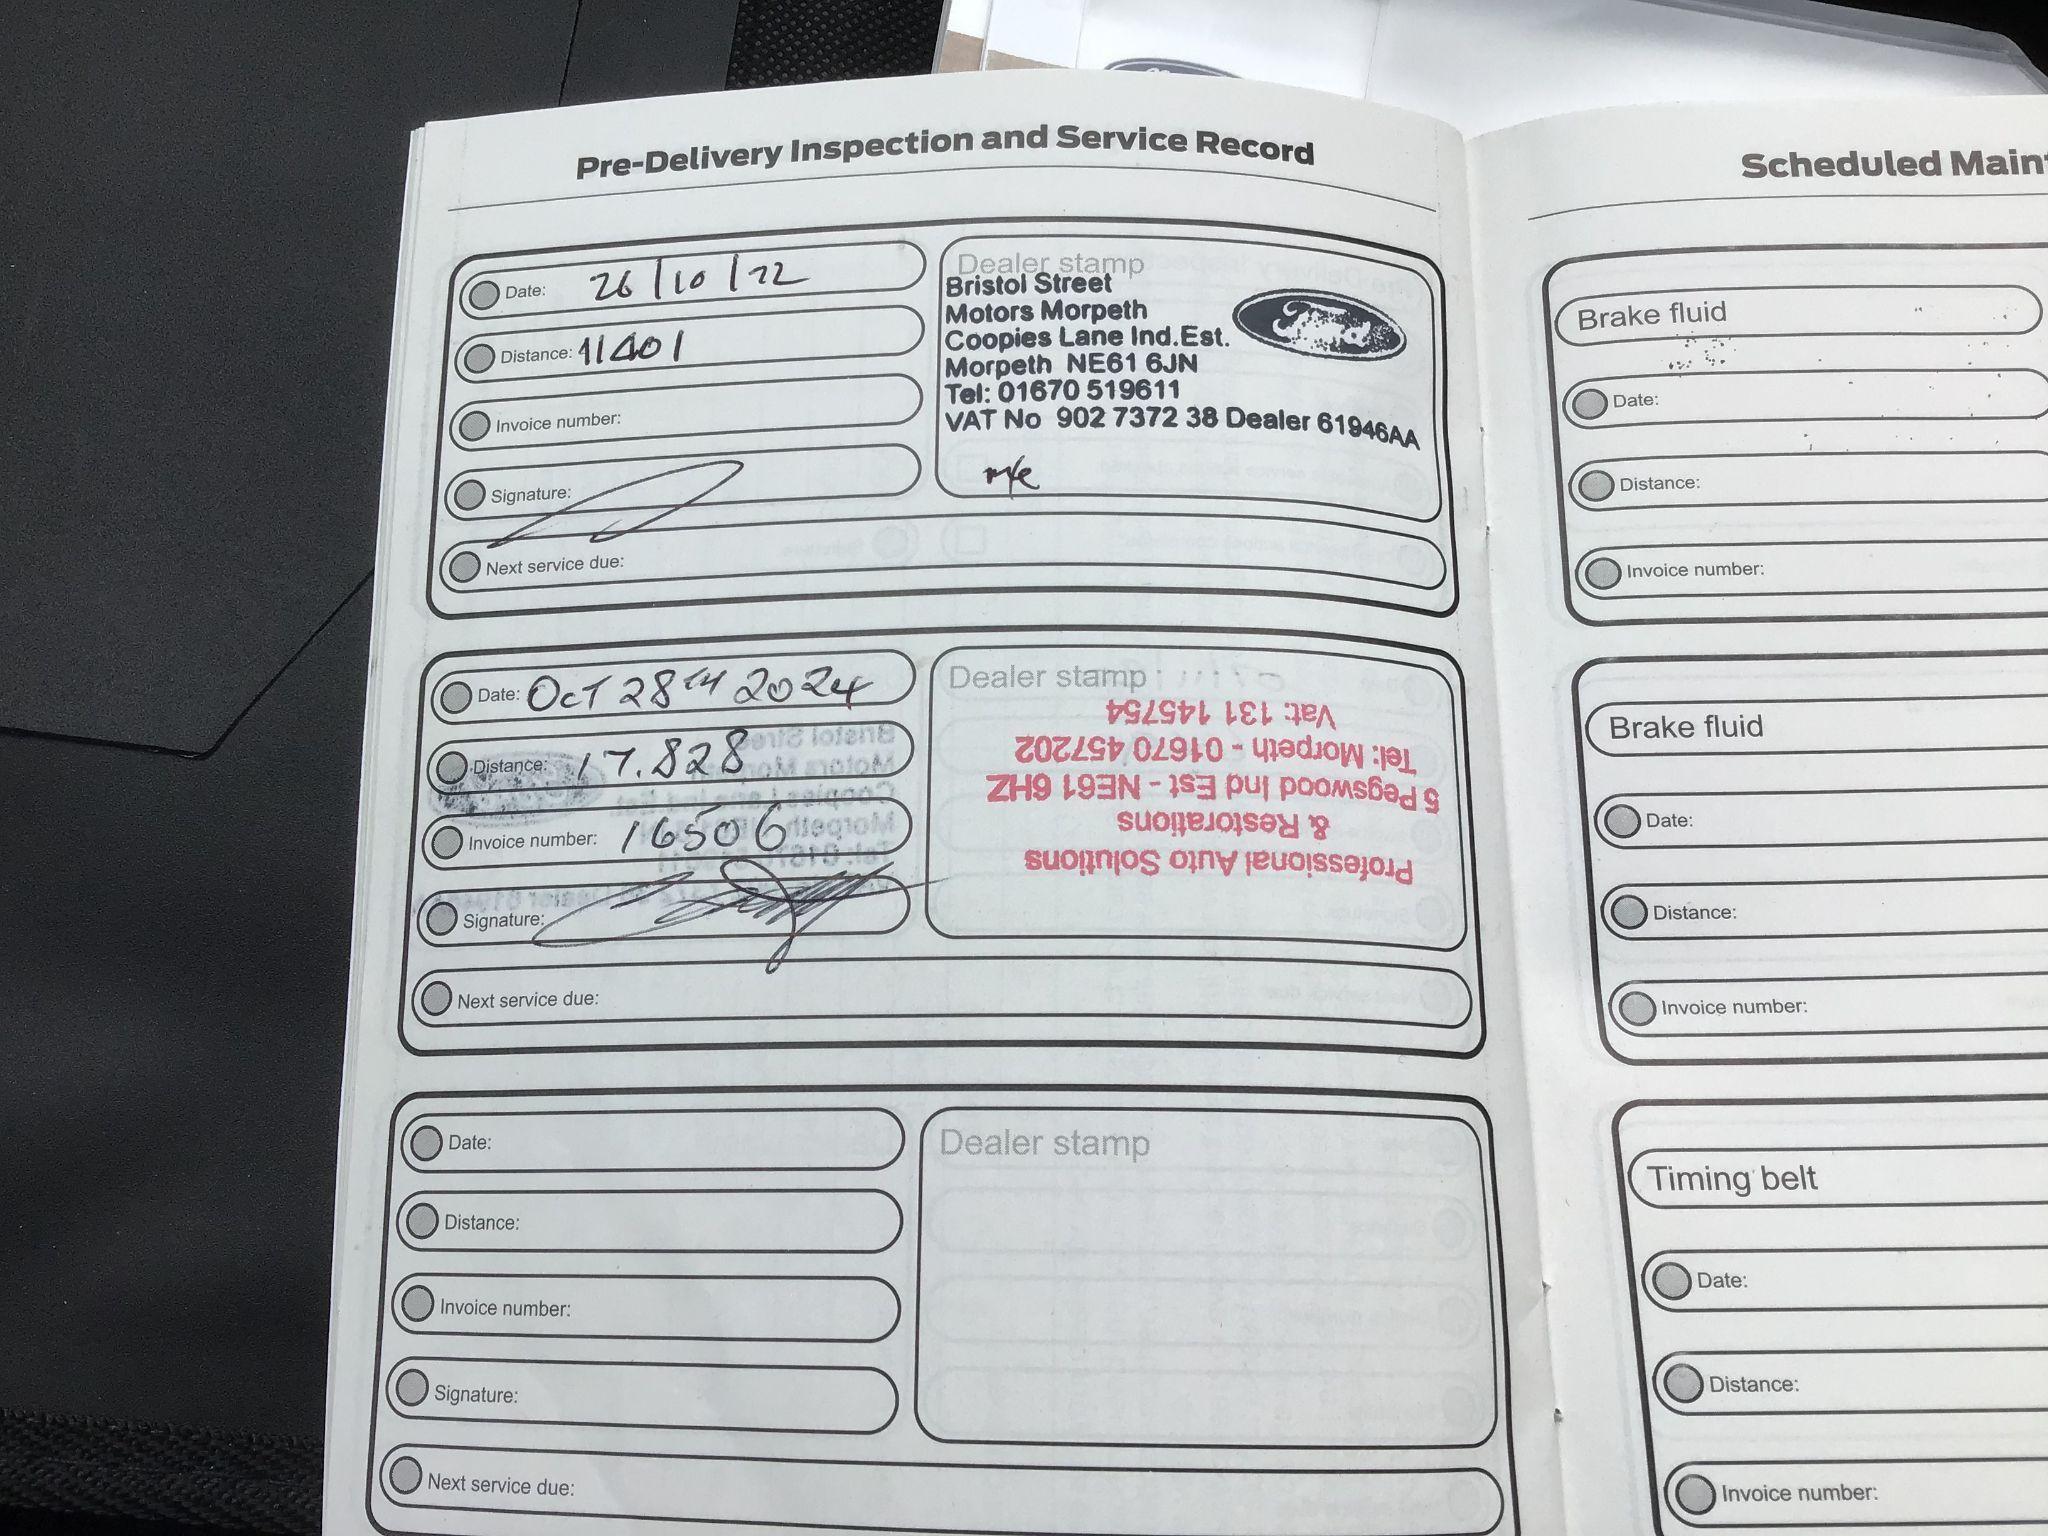 Pre-Delivery Inspection and Service Record
Date: 26/10/22
Distance: 11401
Invoice number:
Signature:
Next service due:
Dealer stamp
Bristol Street
Motors Morpeth
Coopies Lane Ind.Est.
Morpeth NE61 6JN
Tel: 01670 519611
VAT No 902 7372 38 Dealer 61946AA
Ford
Date: Oct 28TH 2024
Distance: 17.828
Invoice number: 16506
Signature:
Next service due:
Dealer stamp
Professional Auto Solutions
& Restorations
5 Pegswood Ind Est - NE61 6HZ
Tel: Morpeth - 01670 457202
Vat: 131 145754
Date:
Distance:
Invoice number:
Signature:
Next service due:
Dealer stamp
Scheduled Main
Brake fluid
Date:
Distance:
Invoice number:
Brake fluid
Date:
Distance:
Invoice number:
Timing belt
Date:
Distance:
Invoice number: